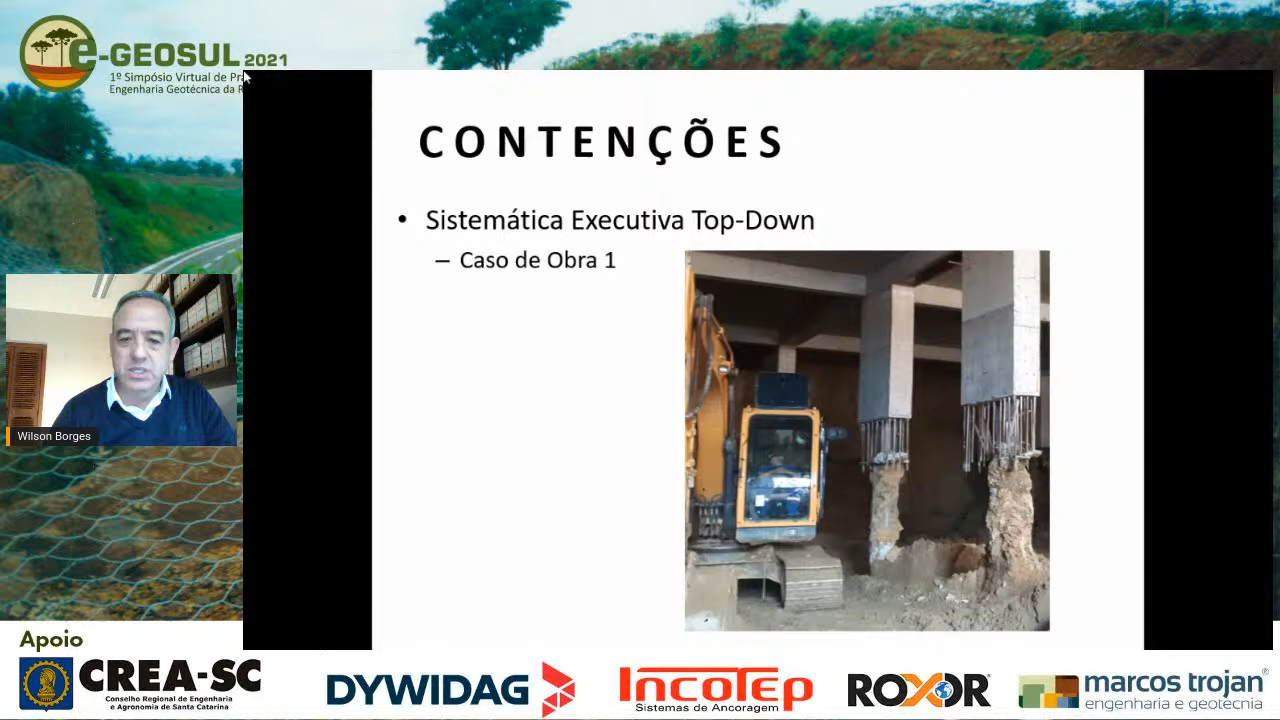 e-GEOSUL 2021
1º Simpósio Virtual de Pra
Engenharia Geotécnica da R
CONTENÇÕES
• Sistemática Executiva Top-Down
– Caso de Obra 1
Wilson Borges
Apoio
CREA-SC
Conselho Regional de Engenharia
e Agronomia de Santa Catarina
DYWIDAG
INCOTEP
Sistemas de Ancoragem
ROXOR
marcos trojan
engenharia e geotecnia